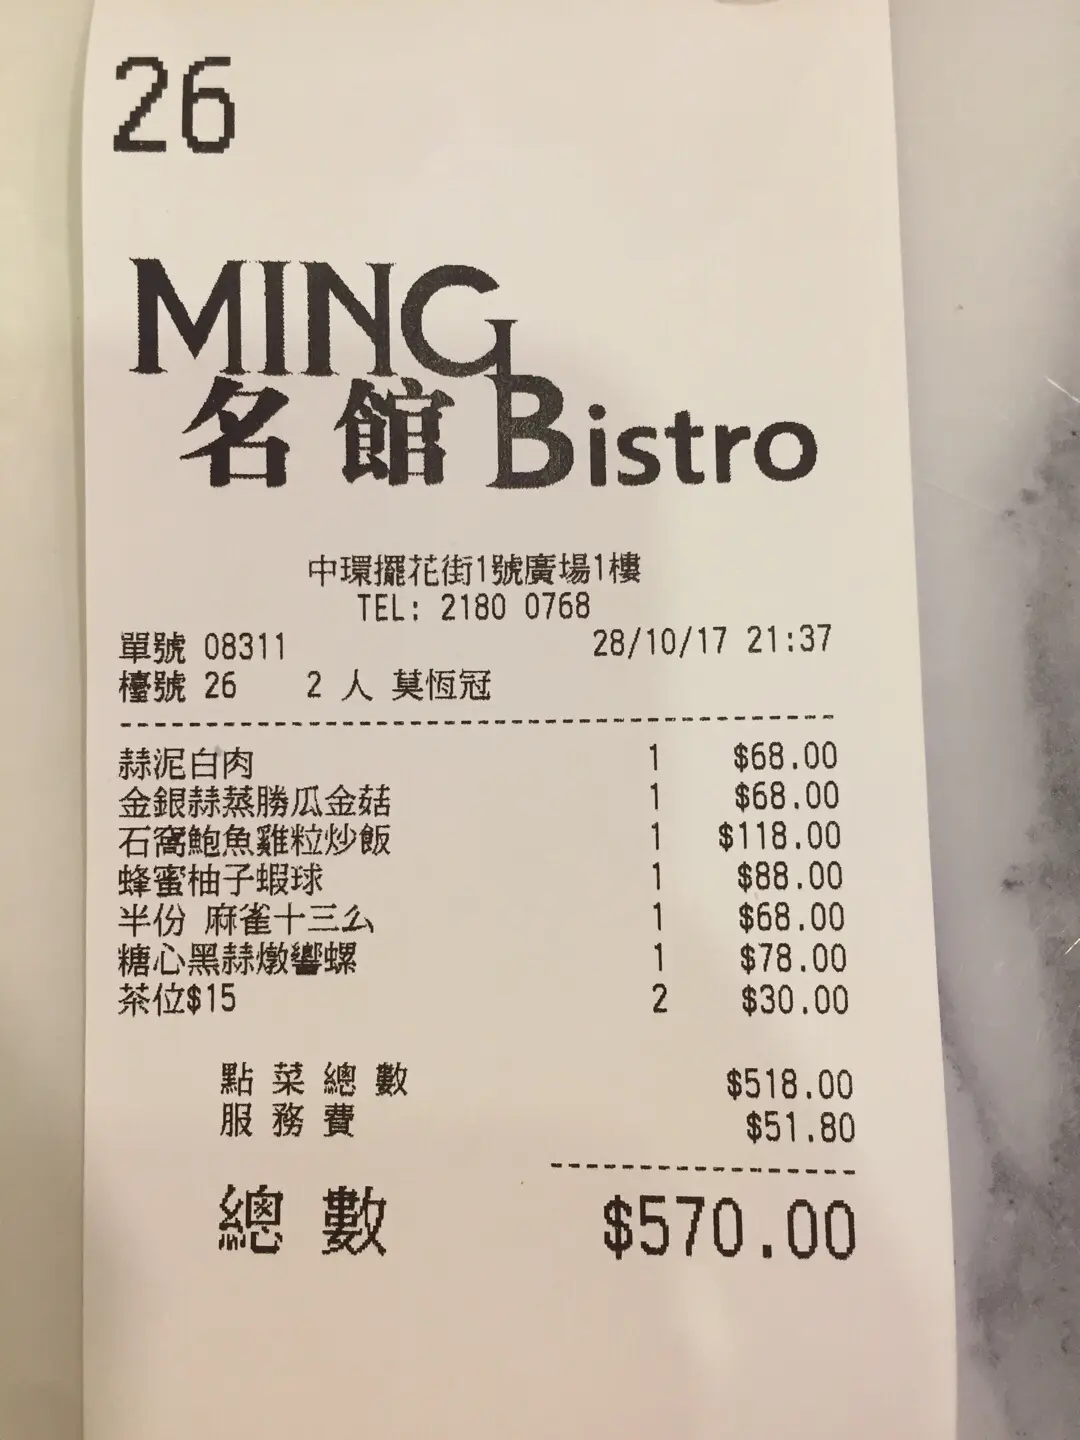 26
MING
名館 Bistro
中環擺花街1號廣場1樓
TEL: 2180 0768
單號 08311 28/10/17 21:37
檯號 26 2 人 莫恆冠
蒜泥白肉 1 $68.00
金銀蒜蒸勝瓜金菇 1 $68.00
石窩鮑魚雞粒炒飯 1 $118.00
蜂蜜柚子蝦球 1 $88.00
半份 麻雀十三么 1 $68.00
糖心黑蒜燉響螺 1 $78.00
茶位$15 2 $30.00
點菜總數 $518.00
服務費 $51.80
總數 $570.00